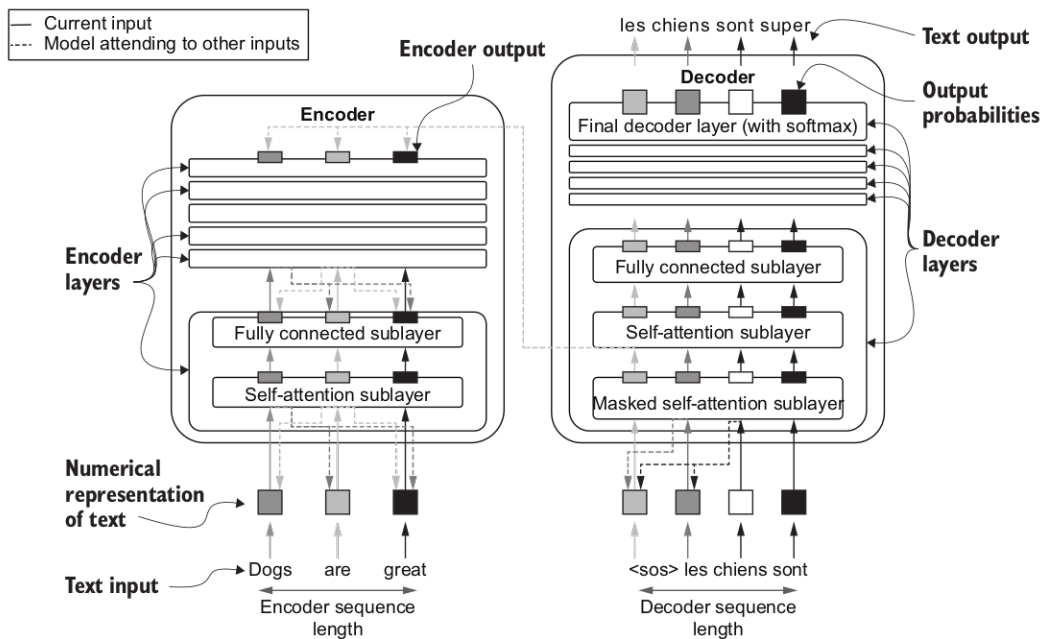 Current input
Model attending to other inputs
Encoder output
les chiens sont super
Text output
Decoder
Output
probabilities
Encoder
Final decoder layer (with softmax)
Encoder
layers
Decoder
layers
Fully connected sublayer
Self-attention sublayer
Masked self-attention sublayer
Fully connected sublayer
Self-attention sublayer
Numerical
representation
of text
Text input
Dogs are great
<sos> les chiens sont
Encoder sequence
length
Decoder sequence
length